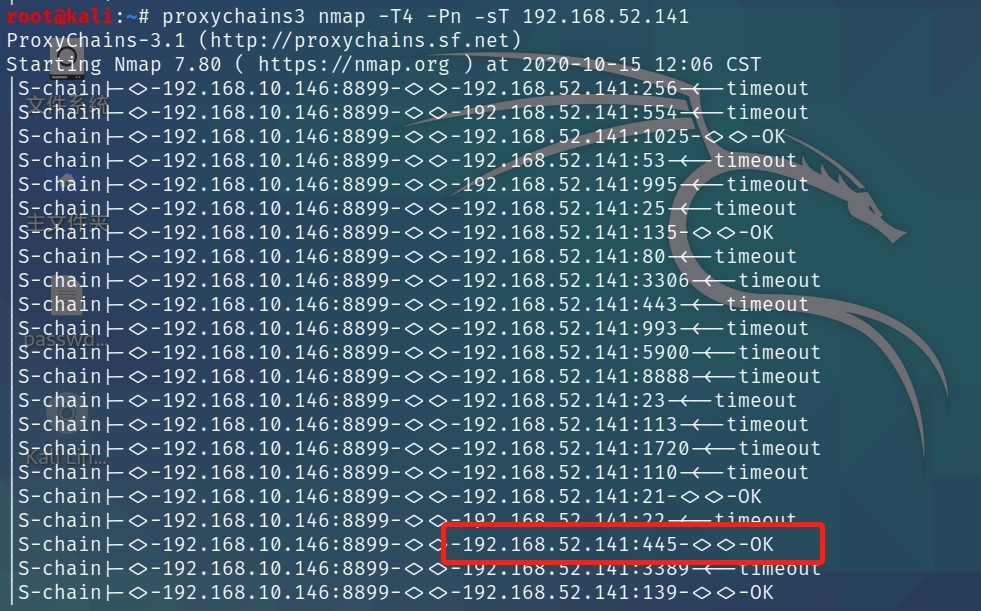 root@kali:~# proxychains3 nmap -T4 -Pn -sT 192.168.52.141
ProxyChains-3.1 (http://proxychains.sf.net)
Starting Nmap 7.80 ( https://nmap.org ) at 2020-10-15 12:06 CST
|S-chain|-<>-192.168.10.146:8899-<><>-192.168.52.141:256-<--timeout
文件系统
|S-chain|-<>-192.168.10.146:8899-<><>-192.168.52.141:554-<--timeout
|S-chain|-<>-192.168.10.146:8899-<><>-192.168.52.141:1025-<><>-OK
|S-chain|-<>-192.168.10.146:8899-<><>-192.168.52.141:53-<--timeout
|S-chain|-<>-192.168.10.146:8899-<><>-192.168.52.141:995-<--timeout
|S-chain|-<>-192.168.10.146:8899-<><>-192.168.52.141:25-<--timeout
主文件夹
|S-chain|-<>-192.168.10.146:8899-<><>-192.168.52.141:135-<><>-OK
|S-chain|-<>-192.168.10.146:8899-<><>-192.168.52.141:80-<--timeout
|S-chain|-<>-192.168.10.146:8899-<><>-192.168.52.141:3306-<--timeout
|S-chain|-<>-192.168.10.146:8899-<><>-192.168.52.141:443-<--timeout
|S-chain|-<>-192.168.10.146:8899-<><>-192.168.52.141:993-<--timeout
passwd...
|S-chain|-<>-192.168.10.146:8899-<><>-192.168.52.141:5900-<--timeout
|S-chain|-<>-192.168.10.146:8899-<><>-192.168.52.141:8888-<--timeout
|S-chain|-<>-192.168.10.146:8899-<><>-192.168.52.141:23-<--timeout
|S-chain|-<>-192.168.10.146:8899-<><>-192.168.52.141:113-<--timeout
|S-chain|-<>-192.168.10.146:8899-<><>-192.168.52.141:1720-<--timeout
Kali Lin...
|S-chain|-<>-192.168.10.146:8899-<><>-192.168.52.141:110-<--timeout
|S-chain|-<>-192.168.10.146:8899-<><>-192.168.52.141:21-<><>-OK
|S-chain|-<>-192.168.10.146:8899-<><>-192.168.52.141:22-<--timeout
|S-chain|-<>-192.168.10.146:8899-<><>-192.168.52.141:445-<><>-OK
|S-chain|-<>-192.168.10.146:8899-<><>-192.168.52.141:3389-<--timeout
|S-chain|-<>-192.168.10.146:8899-<><>-192.168.52.141:139-<><>-OK